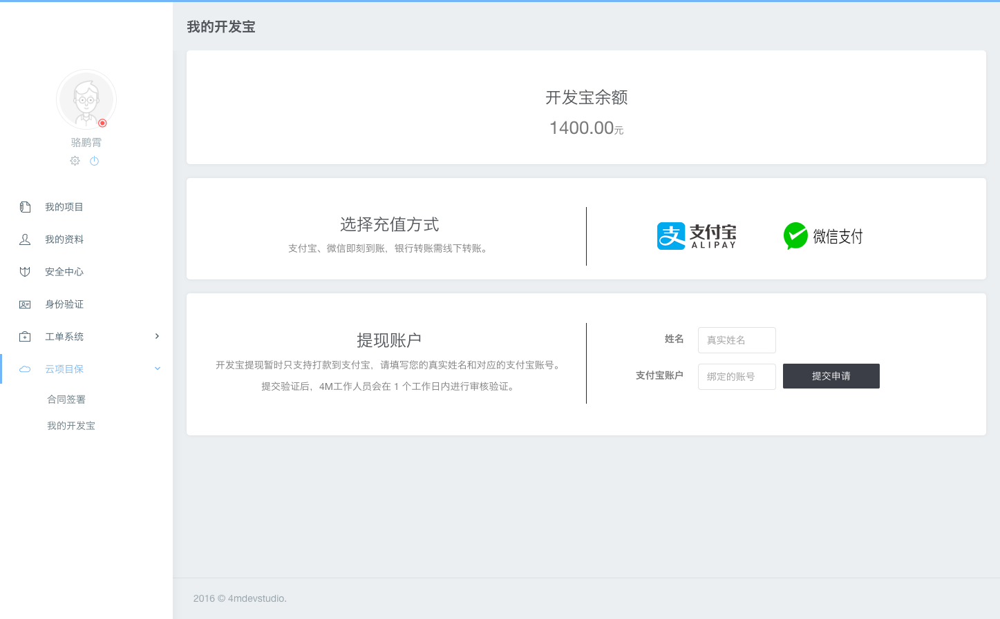 我的开发宝
骆鹏霄
我的项目
我的资料
安全中心
身份验证
工单系统
云项目保
合同签署
我的开发宝
开发宝余额
1400.00元
选择充值方式
支付宝、微信即刻到账，银行转账需线下转账。
支
支付宝
ALIPAY
微信支付
提现账户
开发宝提现暂时只支持打款到支付宝，请填写您的真实姓名和对应的支付宝账号。
提交验证后，4M工作人员会在 1 个工作日内进行审核验证。
姓名
真实姓名
支付宝账户
绑定的账号
提交申请
2016 © 4mdevstudio.